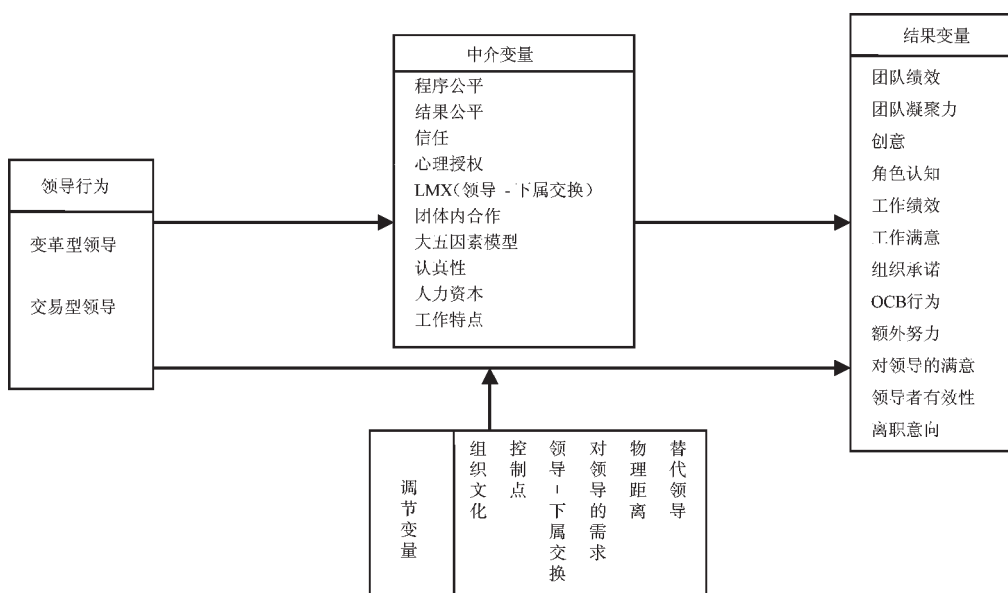 领导行为
变革型领导
交易型领导
中介变量
程序公平
结果公平
信任
心理授权
LMX(领导 - 下属交换)
团体内合作
大五因素模型
认真性
人力资本
工作特点
结果变量
团队绩效
团队凝聚力
创意
角色认知
工作绩效
工作满意
组织承诺
OCB行为
额外努力
对领导的满意
领导者有效性
离职意向
调节变量
组织文化
控制点
领导-下属交换
对领导的需求
物理距离
替代领导